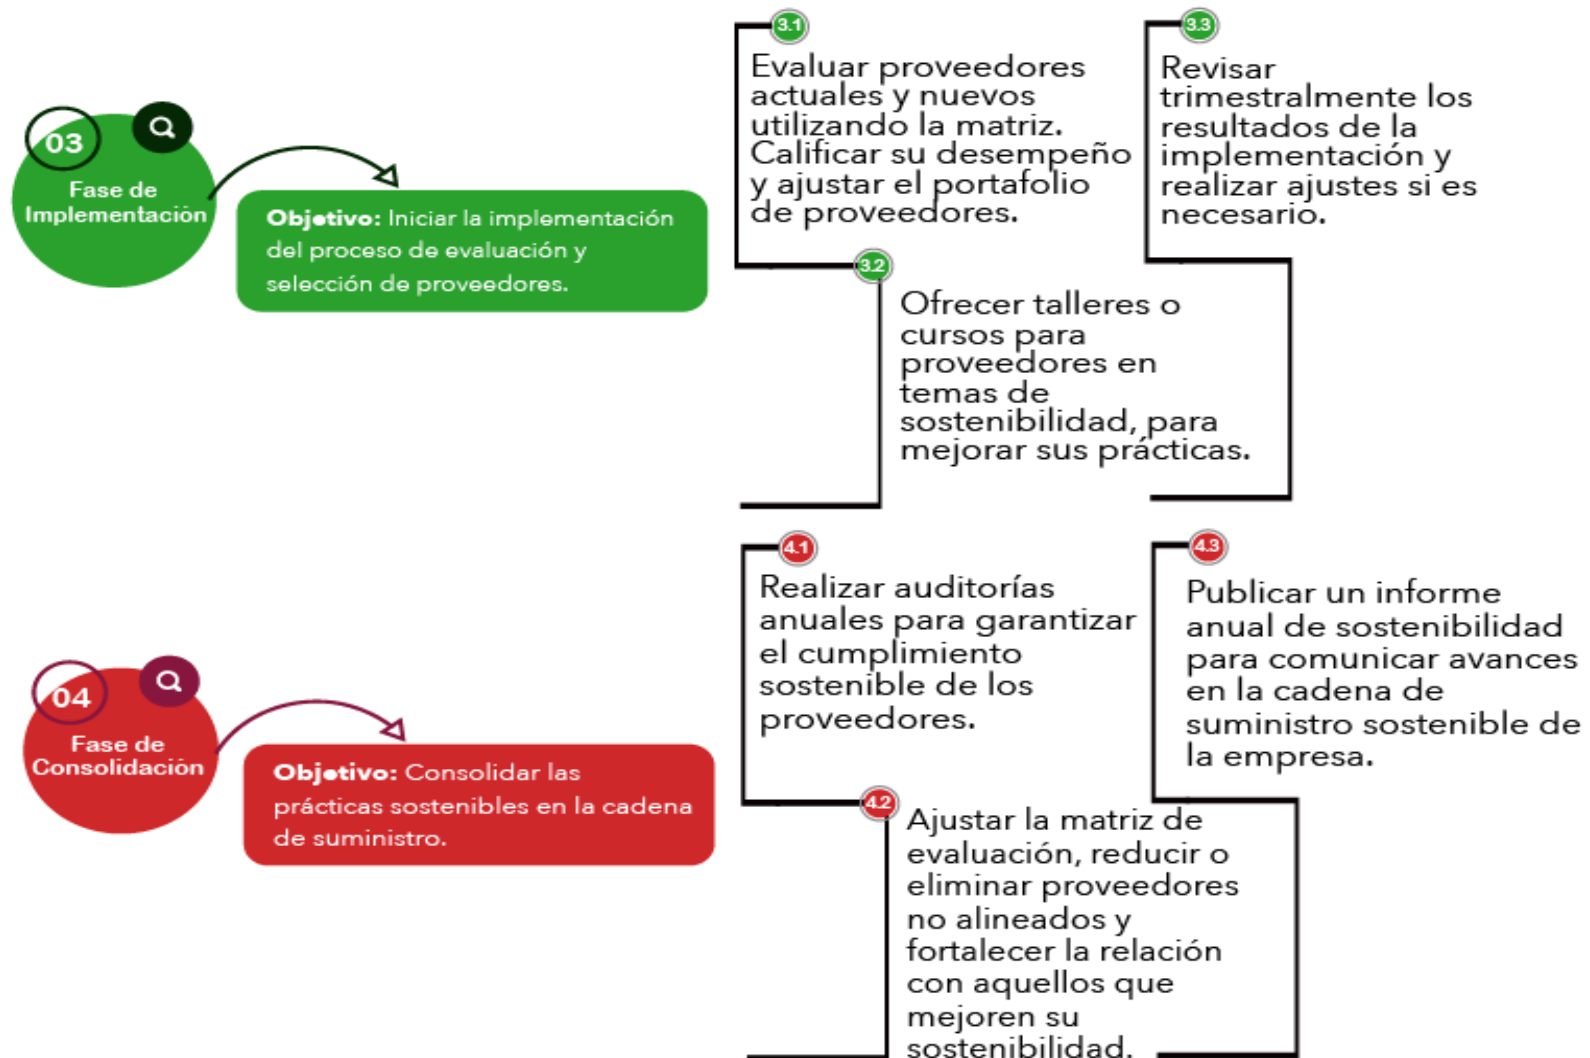 03
Fase de
Implementación
Objetivo: Iniciar la implementación
del proceso de evaluación y
selección de proveedores.
3.1
Evaluar proveedores
actuales y nuevos
utilizando la matriz.
Calificar su desempeño
y ajustar el portafolio
de proveedores.
3.2
Ofrecer talleres o
cursos para
proveedores en
temas de
sostenibilidad, para
mejorar sus prácticas.
3.3
Revisar
trimestralmente los
resultados de la
implementación y
realizar ajustes si es
necesario.
04
Fase de
Consolidación
Objetivo: Consolidar las
prácticas sostenibles en la cadena
de suministro.
4.1
Realizar auditorías
anuales para garantizar
el cumplimiento
sostenible de los
proveedores.
4.2
Ajustar la matriz de
evaluación, reducir o
eliminar proveedores
no alineados y
fortalecer la relación
con aquellos que
mejoren su
sostenibilidad.
4.3
Publicar un informe
anual de sostenibilidad
para comunicar avances
en la cadena de
suministro sostenible de
la empresa.